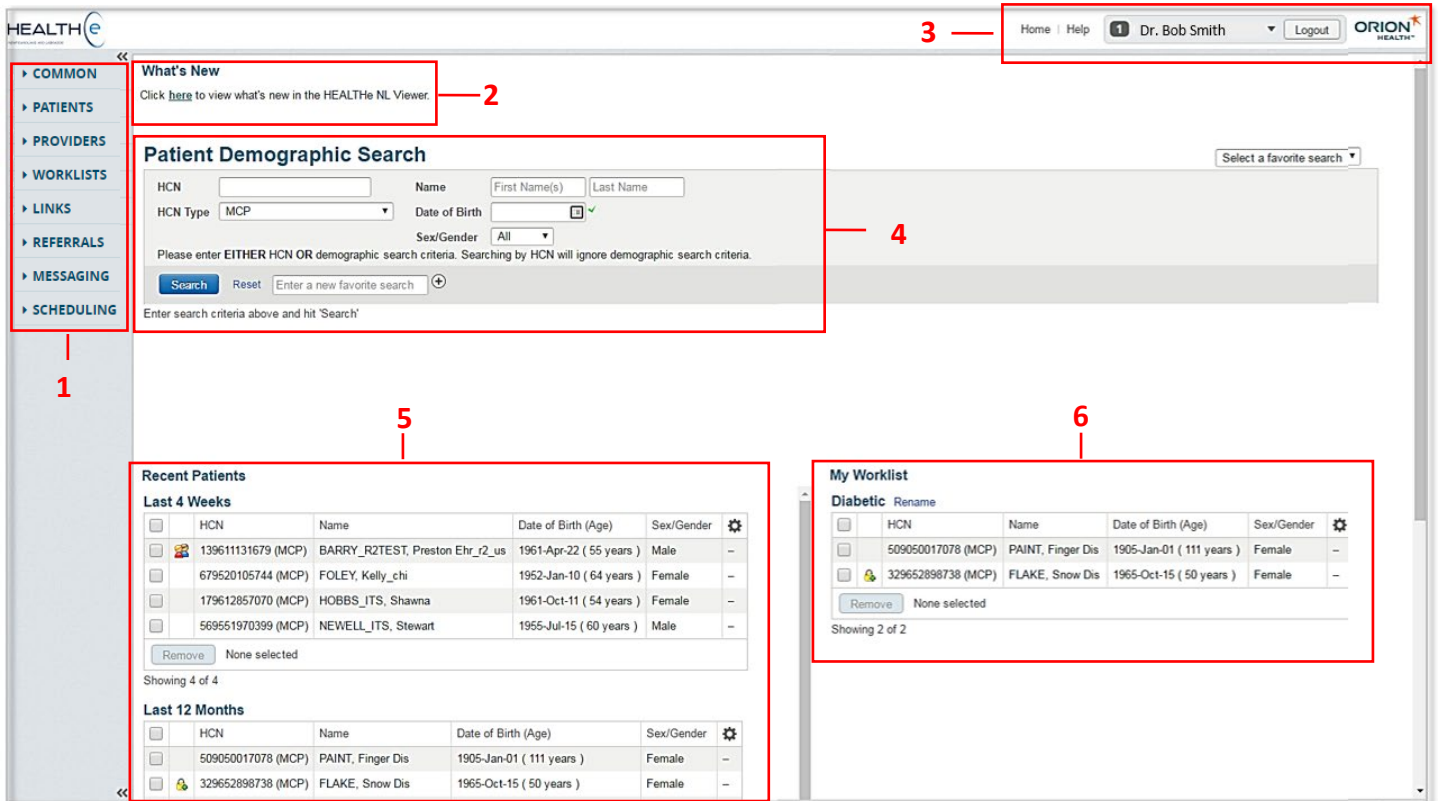 HEALTH e
3
Home | Help 1 Dr. Bob Smith Logout ORION HEALTH™
COMMON
PATIENTS
PROVIDERS
WORKLISTS
LINKS
REFERRALS
MESSAGING
SCHEDULING
1
What's New
Click here to view what's new in the HEALTHe NL Viewer.
2
Patient Demographic Search
Select a favorite search
HCN Name First Name(s) Last Name
HCN Type MCP Date of Birth
Sex/Gender All
Please enter EITHER HCN OR demographic search criteria. Searching by HCN will ignore demographic search criteria.
Search Reset Enter a new favorite search
Enter search criteria above and hit 'Search'
4
5
Recent Patients
Last 4 Weeks
HCN Name Date of Birth (Age) Sex/Gender
139611131679 (MCP) BARRY_R2TEST, Preston Ehr_r2_us 1961-Apr-22 ( 55 years ) Male –
679520105744 (MCP) FOLEY, Kelly_chi 1952-Jan-10 ( 64 years ) Female –
179612857070 (MCP) HOBBS_ITS, Shawna 1961-Oct-11 ( 54 years ) Female –
569551970399 (MCP) NEWELL_ITS, Stewart 1955-Jul-15 ( 60 years ) Male –
Remove None selected
Showing 4 of 4
Last 12 Months
HCN Name Date of Birth (Age) Sex/Gender
509050017078 (MCP) PAINT, Finger Dis 1905-Jan-01 ( 111 years ) Female –
329652898738 (MCP) FLAKE, Snow Dis 1965-Oct-15 ( 50 years ) Female –
6
My Worklist
Diabetic Rename
HCN Name Date of Birth (Age) Sex/Gender
509050017078 (MCP) PAINT, Finger Dis 1905-Jan-01 ( 111 years ) Female –
329652898738 (MCP) FLAKE, Snow Dis 1965-Oct-15 ( 50 years ) Female –
Remove None selected
Showing 2 of 2